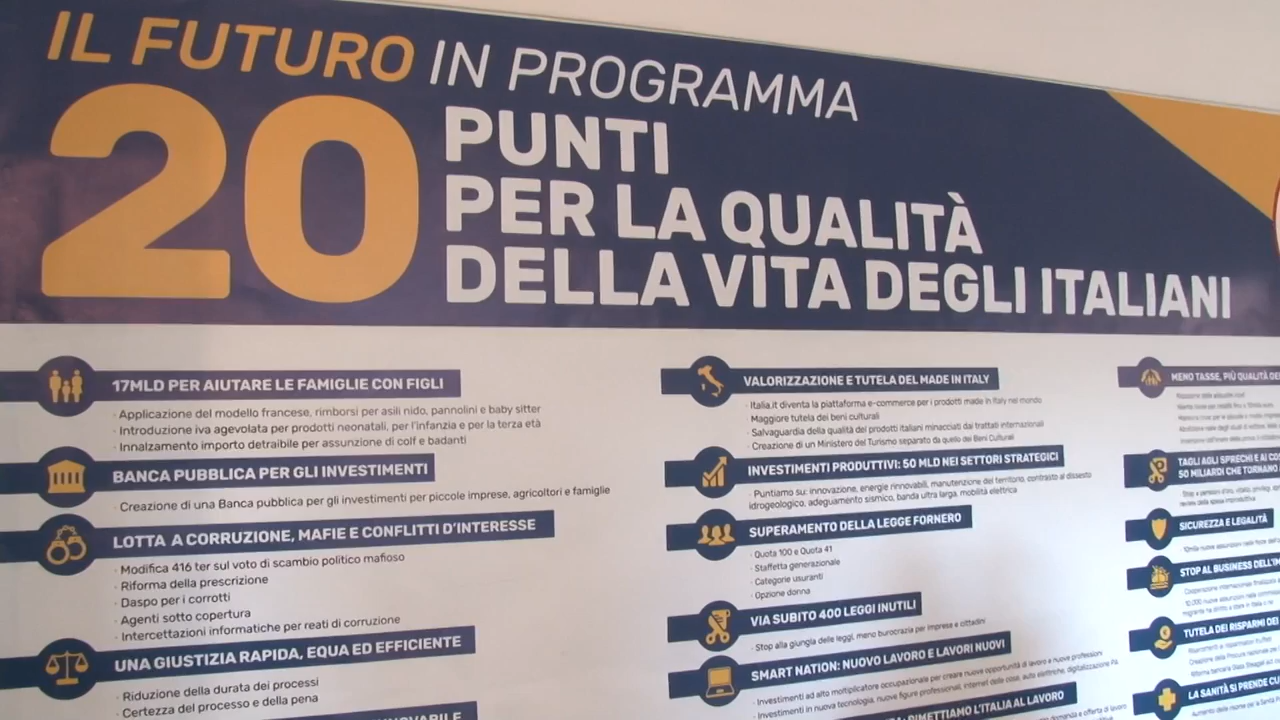 IL FUTURO IN PROGRAMMA
20 PUNTI
PER LA QUALITÀ
DELLA VITA DEGLI ITALIANI
17MLD PER AIUTARE LE FAMIGLIE CON FIGLI
· Applicazione del modello francese, rimborsi per asili nido, pannolini e baby sitter
· Introduzione iva agevolata per prodotti neonatali, per l'infanzia e per la terza età
· Innalzamento importo detraibile per assunzione di colf e badanti
BANCA PUBBLICA PER GLI INVESTIMENTI
· Creazione di una Banca pubblica per gli investimenti per piccole imprese, agricoltori e famiglie
LOTTA A CORRUZIONE, MAFIE E CONFLITTI D'INTERESSE
· Modifica 416 ter sul voto di scambio politico mafioso
· Riforma della prescrizione
· Daspo per i corrotti
· Agenti sotto copertura
· Intercettazioni informatiche per reati di corruzione
UNA GIUSTIZIA RAPIDA, EQUA ED EFFICIENTE
· Riduzione della durata dei processi
· Certezza del processo e della pena
VALORIZZAZIONE E TUTELA DEL MADE IN ITALY
· Italia.it diventa la piattaforma e-commerce per i prodotti made in Italy nel mondo
Maggiore tutela dei beni culturali
· Salvaguardia della qualità dei prodotti italiani minacciati dai trattati internazionali
· Creazione di un Ministero del Turismo separato da quello dei Beni Culturali
INVESTIMENTI PRODUTTIVI: 50 MLD NEI SETTORI STRATEGICI
· Puntiamo su: innovazione, energie rinnovabili, manutenzione del territorio, contrasto al dissesto
idrogeologico, adeguamento sismico, banda ultra larga, mobilità elettrica
SUPERAMENTO DELLA LEGGE FORNERO
· Quota 100 e Quota 41
· Staffetta generazionale
· Categorie usuranti
· Opzione donna
VIA SUBITO 400 LEGGI INUTILI
· Stop alla giungla delle leggi, meno burocrazia per imprese e cittadini
SMART NATION: NUOVO LAVORO E LAVORI NUOVI
· Investimenti ad alto moltiplicatore occupazionale per creare nuove opportunità di lavoro e nuove professioni
· Investimenti in nuova tecnologia, nuove figure professionali, internet delle cose, auto elettriche, digitalizzazione PA
RIMETTIAMO L'ITALIA AL LAVORO
MENO TASSE, PIÙ QUALITÀ
TAGLI AGLI SPRECHI E AI
50 MILIARDI CHE TORNANO
SICUREZZA E LEGALITÀ
STOP AL BUSINESS
TUTELA DEI RISPARMI DEI
LA SANITÀ SI PRENDE